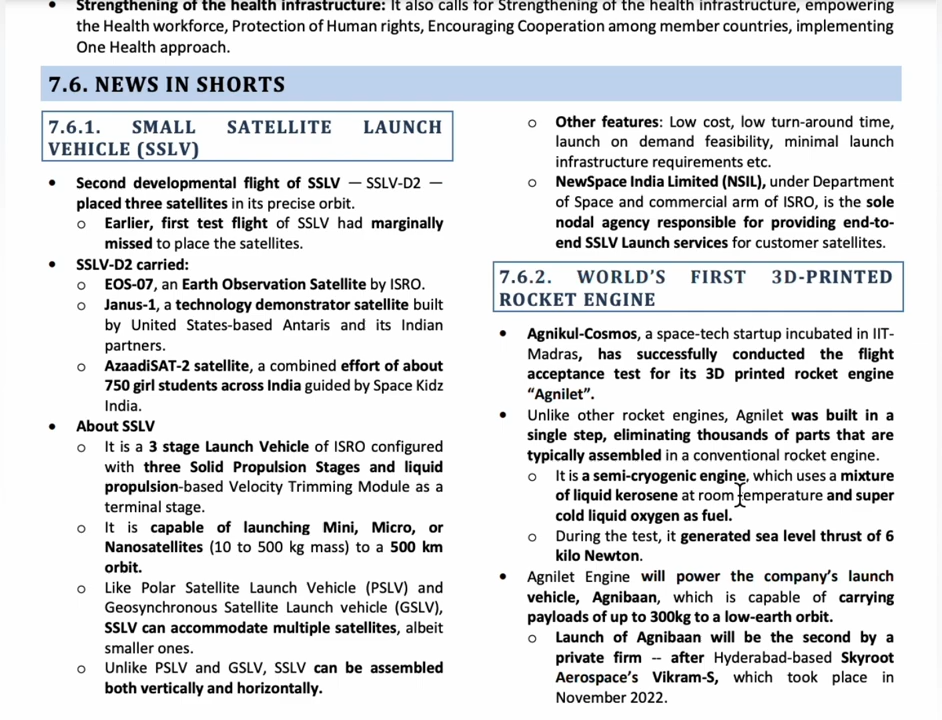 • Strengthening of the health infrastructure: It also calls for Strengthening of the health infrastructure, empowering
the Health workforce, Protection of Human rights, Encouraging Cooperation among member countries, implementing
One Health approach.
7.6. NEWS IN SHORTS
7.6.1. SMALL SATELLITE LAUNCH
VEHICLE (SSLV)
• Second developmental flight of SSLV — SSLV-D2 —
placed three satellites in its precise orbit.
o Earlier, first test flight of SSLV had marginally
missed to place the satellites.
• SSLV-D2 carried:
o EOS-07, an Earth Observation Satellite by ISRO.
o Janus-1, a technology demonstrator satellite built
by United States-based Antaris and its Indian
partners.
o AzaadiSAT-2 satellite, a combined effort of about
750 girl students across India guided by Space Kidz
India.
• About SSLV
o It is a 3 stage Launch Vehicle of ISRO configured
with three Solid Propulsion Stages and liquid
propulsion-based Velocity Trimming Module as a
terminal stage.
o It is capable of launching Mini, Micro, or
Nanosatellites (10 to 500 kg mass) to a 500 km
orbit.
o Like Polar Satellite Launch Vehicle (PSLV) and
Geosynchronous Satellite Launch vehicle (GSLV),
SSLV can accommodate multiple satellites, albeit
smaller ones.
o Unlike PSLV and GSLV, SSLV can be assembled
both vertically and horizontally.
o Other features: Low cost, low turn-around time,
launch on demand feasibility, minimal launch
infrastructure requirements etc.
o NewSpace India Limited (NSIL), under Department
of Space and commercial arm of ISRO, is the sole
nodal agency responsible for providing end-to-
end SSLV Launch services for customer satellites.
7.6.2. WORLD'S FIRST 3D-PRINTED
ROCKET ENGINE
• Agnikul-Cosmos, a space-tech startup incubated in IIT-
Madras, has successfully conducted the flight
acceptance test for its 3D printed rocket engine
“Agnilet”.
• Unlike other rocket engines, Agnilet was built in a
single step, eliminating thousands of parts that are
typically assembled in a conventional rocket engine.
o It is a semi-cryogenic engine, which uses a mixture
of liquid kerosene at room temperature and super
cold liquid oxygen as fuel.
o During the test, it generated sea level thrust of 6
kilo Newton.
• Agnilet Engine will power the company's launch
vehicle, Agnibaan, which is capable of carrying
payloads of up to 300kg to a low-earth orbit.
o Launch of Agnibaan will be the second by a
private firm -- after Hyderabad-based Skyroot
Aerospace's Vikram-S, which took place in
November 2022.